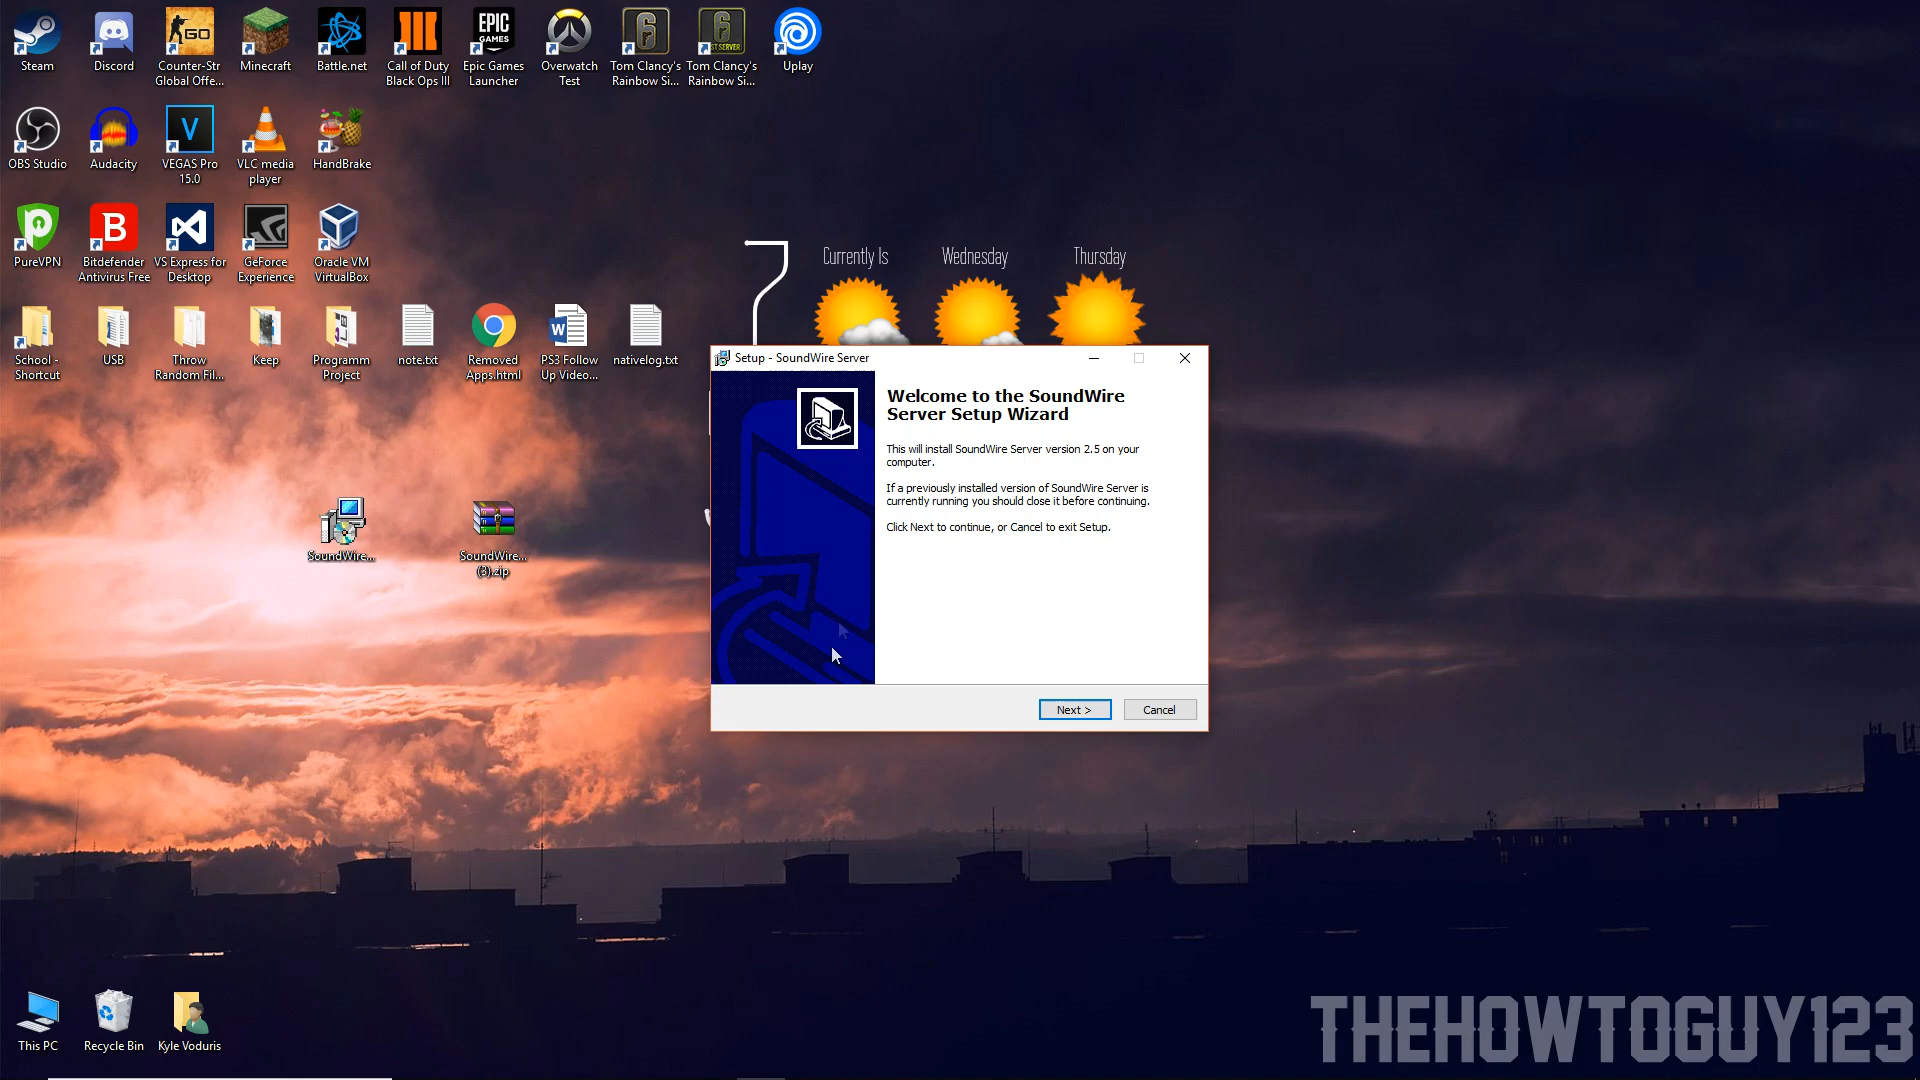 Steam
Discord
Counter-Str
Global Offe...
Minecraft
Battle.net
Call of Duty
Black Ops III
EPIC
GAMES
Epic Games
Launcher
Overwatch
Test
Tom Clancy's
Rainbow Si...
Tom Clancy's
Rainbow Si...
Uplay
OBS Studio
Audacity
VEGAS Pro
15.0
VLC media
player
HandBrake
PureVPN
Bitdefender
Antivirus Free
VS Express for
Desktop
GeForce
Experience
Oracle VM
VirtualBox
School -
Shortcut
USB
Throw
Random Fil...
Keep
Programm
Project
note.txt
Removed
Apps.html
PS3 Follow
Up Video...
nativelog.txt
Currently Is
Wednesday
Thursday
SoundWire...
SoundWire...
(3).zip
Setup - SoundWire Server
Welcome to the SoundWire
Server Setup Wizard
This will install SoundWire Server version 2.5 on your
computer.
If a previously installed version of SoundWire Server is
currently running you should close it before continuing.
Click Next to continue, or Cancel to exit Setup.
Next >
Cancel
This PC
Recycle Bin
Kyle Voduris
THEHOWTOGUY123